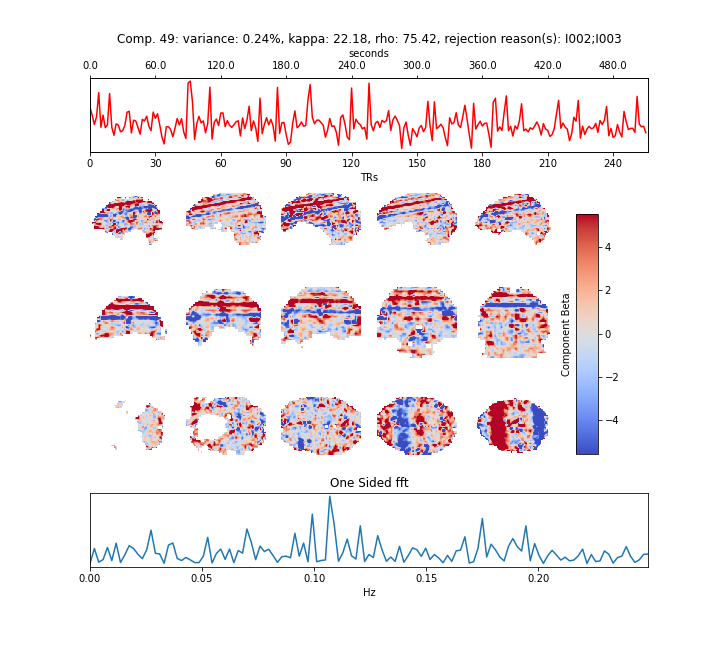 Comp. 49: variance: 0.24%, kappa: 22.18, rho: 75.42, rejection reason(s): I002;I003
seconds
0.0 60.0 120.0 180.0 240.0 300.0 360.0 420.0 480.0
0 30 60 90 120 150 180 210 240
TRs
4
2
0
−2
−4
Component Beta
One Sided fft
0.00 0.05 0.10 0.15 0.20
Hz